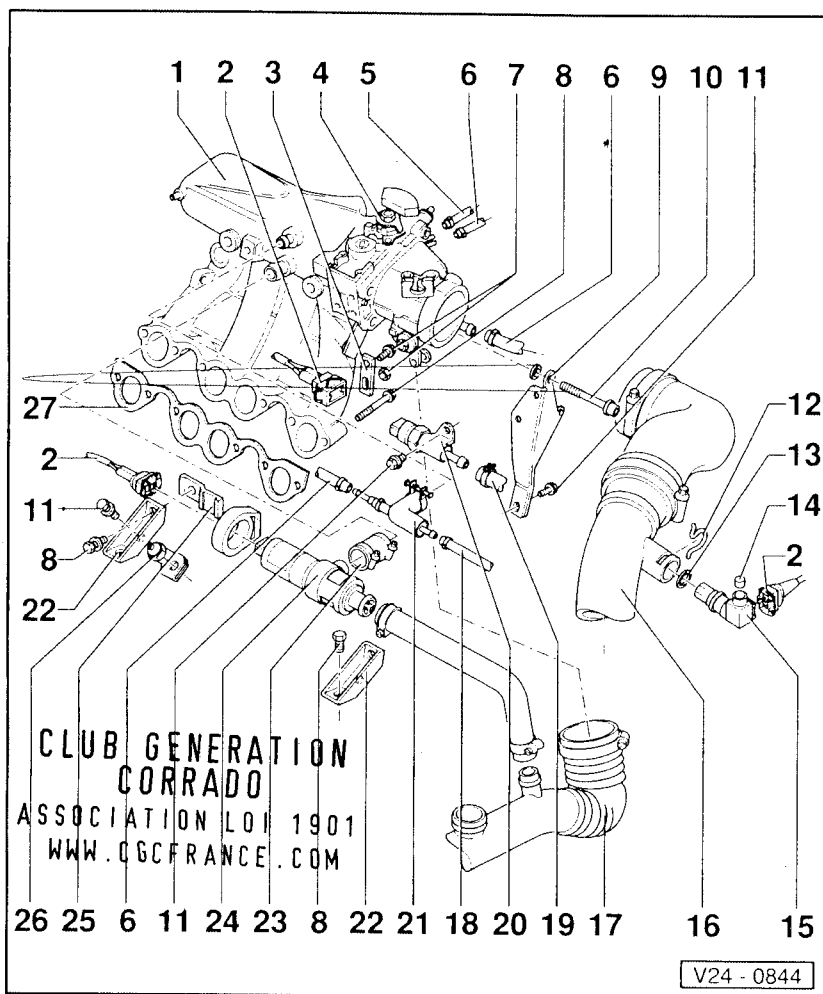 1 2 3 4 5 6 7 8 6 9 10 11
12
13
14
2
27
2
11
8
22
CLUB GENERATION
CORRADO
ASSOCIATION LOI 1901
WWW.CGCFRANCE.COM
26 25 6 11 24 23 8 22 21 18 20 19 17 16 15
V24 - 0844